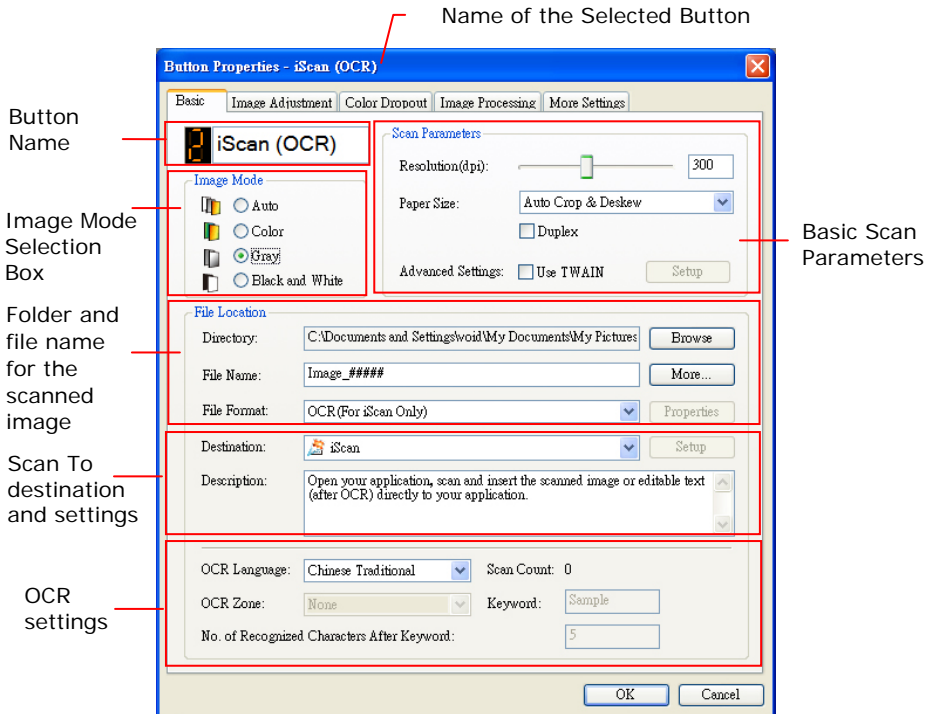 Name of the Selected Button
Button Properties - iScan (OCR)
Basic Image Adjustment Color Dropout Image Processing More Settings
Button
Name
2 iScan (OCR)
Image Mode
Auto
Color
Gray
Black and White
Image Mode
Selection
Box
Scan Parameters
Resolution(dpi): 300
Paper Size: Auto Crop & Deskew
Duplex
Advanced Settings: Use TWAIN Setup
Basic Scan
Parameters
Folder and
file name
for the
scanned
image
File Location
Directory: C:\Documents and Settings\void\My Documents\My Pictures Browse
File Name: Image_##### More...
File Format: OCR(For iScan Only) Properties
Scan To
destination
and settings
Destination: iScan Setup
Description: Open your application, scan and insert the scanned image or editable text
(after OCR) directly to your application.
OCR
settings
OCR Language: Chinese Traditional Scan Count: 0
OCR Zone: None Keyword: Sample
No. of Recognized Characters After Keyword: 5
OK Cancel